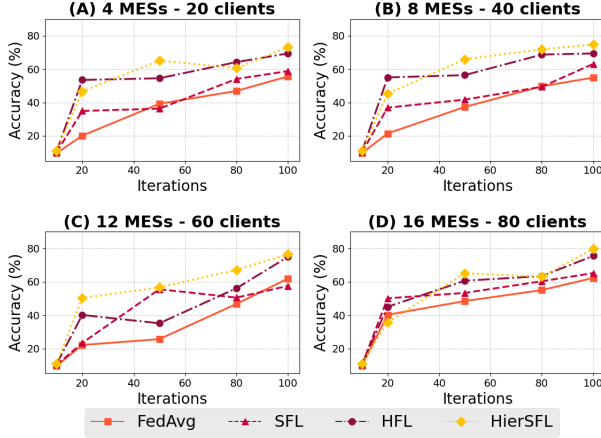 (A) 4 MESs - 20 clients
(B) 8 MESs - 40 clients
Accuracy (%)
80
60
40
20
20
40
60
80
100
Iterations
Accuracy (%)
80
60
40
20
20
40
60
80
100
Iterations
(C) 12 MESs - 60 clients
(D) 16 MESs - 80 clients
Accuracy (%)
80
60
40
20
20
40
60
80
100
Iterations
Accuracy (%)
80
60
40
20
20
40
60
80
100
Iterations
FedAvg SFL HFL HierSFL